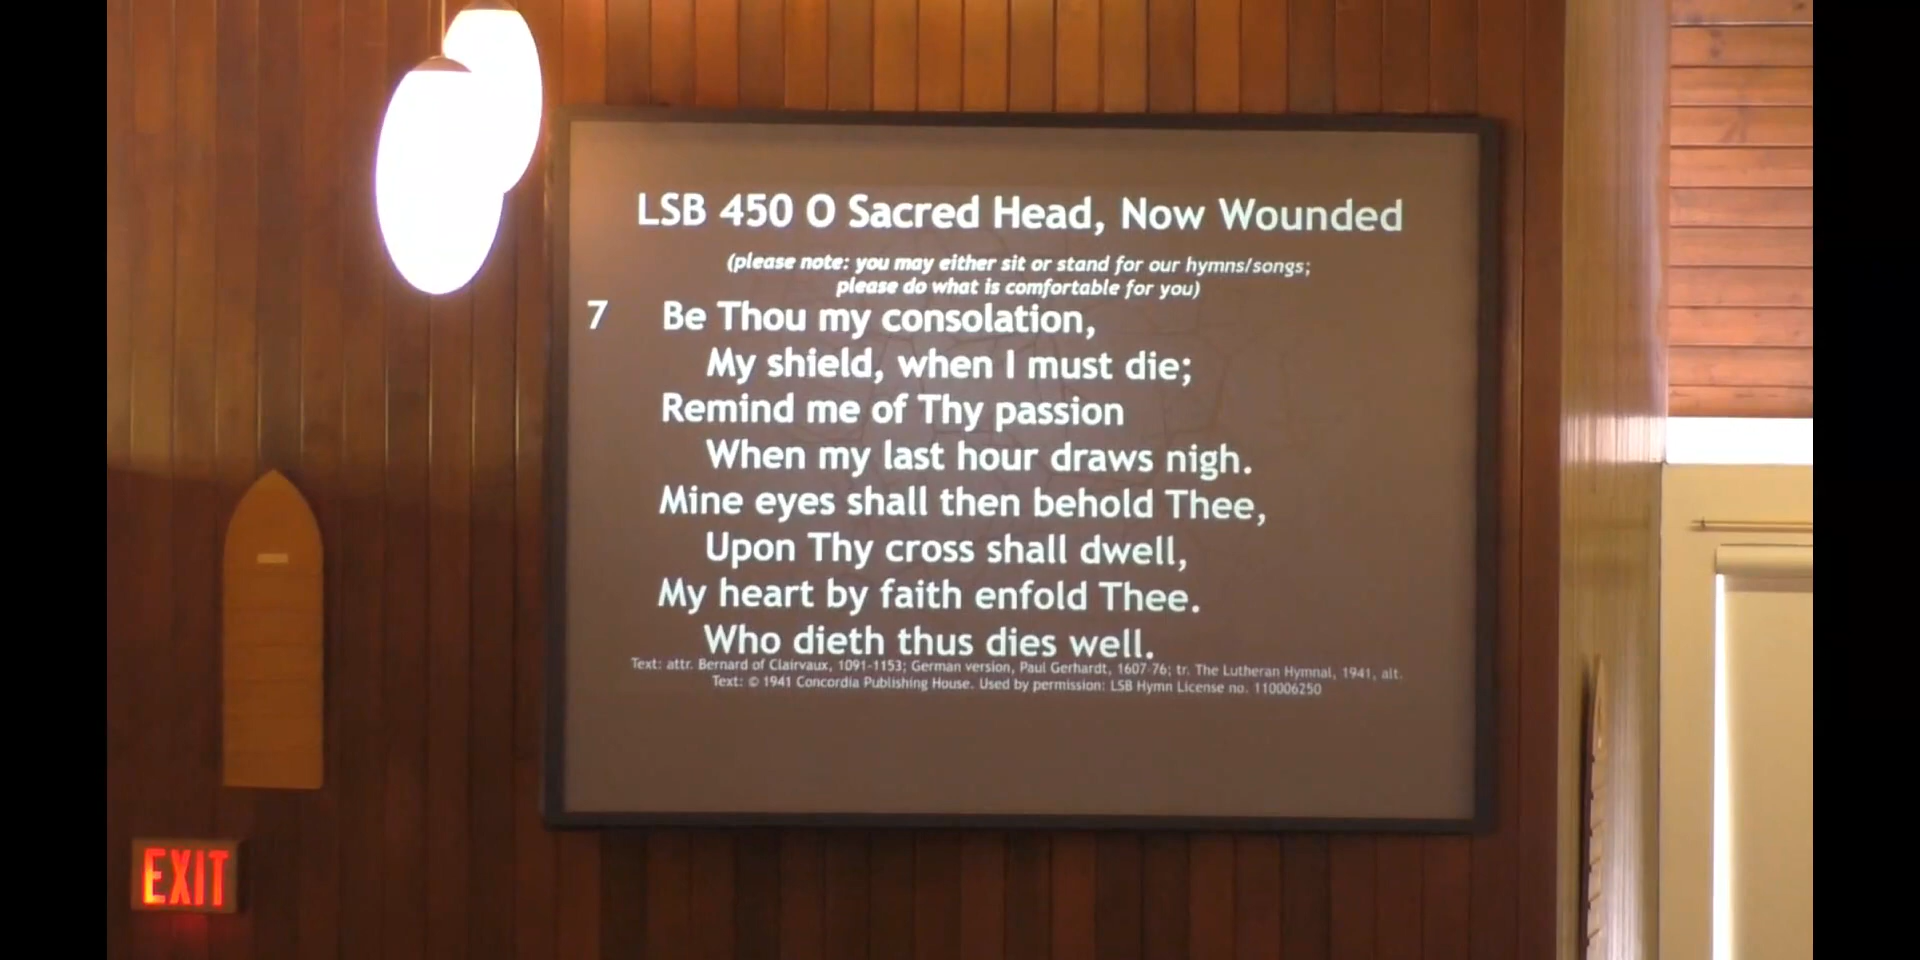 LSB 450 O Sacred Head, Now Wounded
(please note: you may either sit or stand for our hymns/songs;
please do what is comfortable for you)
7 Be Thou my consolation,
My shield, when I must die;
Remind me of Thy passion
When my last hour draws nigh.
Mine eyes shall then behold Thee,
Upon Thy cross shall dwell,
My heart by faith enfold Thee.
Who dieth thus dies well.
Text: attr. Bernard of Clairvaux, 1091-1153; German version, Paul Gerhardt, 1607-76; tr. The Lutheran Hymnal, 1941, alt.
Text: © 1941 Concordia Publishing House. Used by permission: LSB Hymn License no. 110006250
EXIT